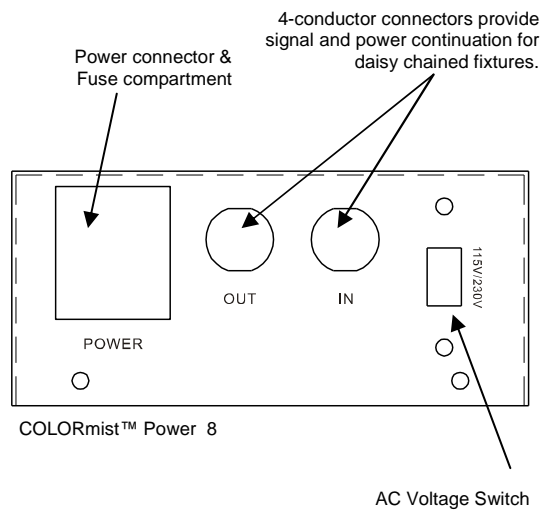 4-conductor connectors provide
signal and power continuation for
daisy chained fixtures.
Power connector &
Fuse compartment
115V/230V
OUT
IN
POWER
COLORmist™ Power 8
AC Voltage Switch